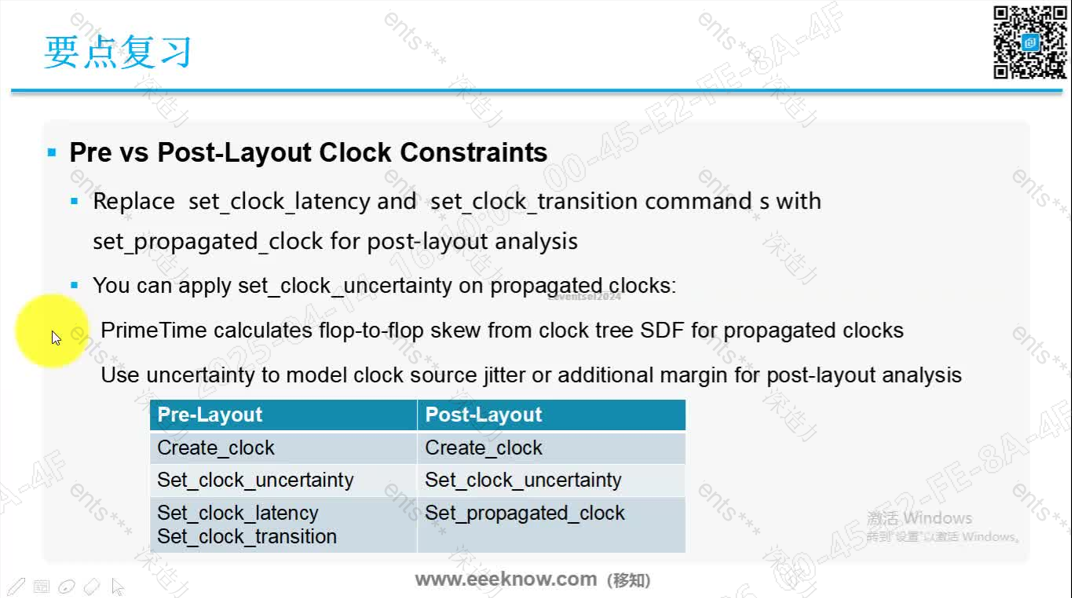 要点复习
Pre vs Post-Layout Clock Constraints
Replace set_clock_latency and set_clock_transition command s with
set_propagated_clock for post-layout analysis
You can apply set_clock_uncertainty on propagated clocks:
PrimeTime calculates flop-to-flop skew from clock tree SDF for propagated clocks
Use uncertainty to model clock source jitter or additional margin for post-layout analysis
Pre-Layout Post-Layout
Create_clock Create_clock
Set_clock_uncertainty Set_clock_uncertainty
Set_clock_latency Set_propagated_clock
Set_clock_transition
激活 Windows
转到"设置"以激活 Windows。
www.eeeknow.com (移知)